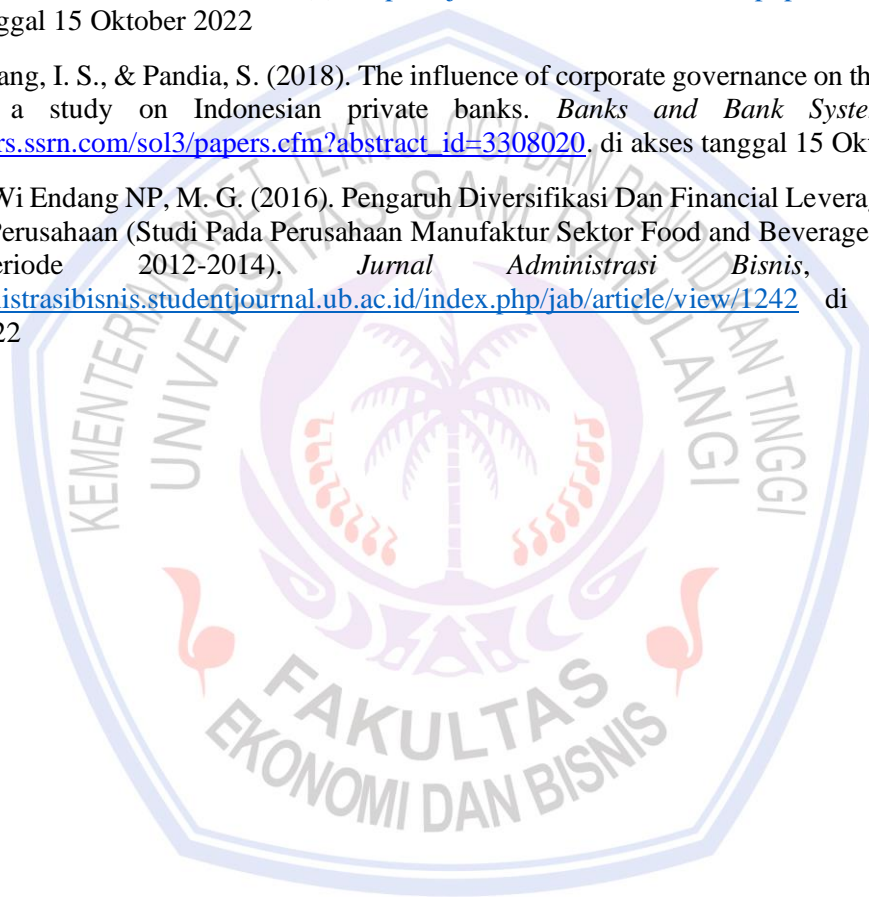 ggal 15 Oktober 2022
ang, I. S., & Pandia, S. (2018). The influence of corporate governance on th
a study on Indonesian private banks. Banks and Bank Syste
rs.ssrn.com/sol3/papers.cfm?abstract_id=3308020. di akses tanggal 15 Okt
Wi Endang NP, M. G. (2016). Pengaruh Diversifikasi Dan Financial Levera
Perusahaan (Studi Pada Perusahaan Manufaktur Sektor Food and Beverage
eriode 2012-2014). Jurnal Administrasi Bisnis,
nistrasibisnis.studentjournal.ub.ac.id/index.php/jab/article/view/1242 di
22
KEMENTERIAN RISET TEKNOLOGI DAN PENDIDIKAN TINGGI
UNIVERSITAS SAM RATULANGI
FAKULTAS
EKONOMI DAN BISNIS